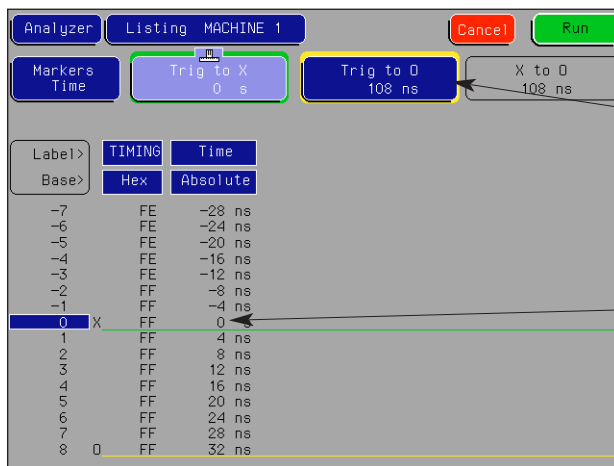 Analyzer Listing MACHINE 1 Cancel Run
Markers Time Trig to X 0 s Trig to O 108 ns X to O 108 ns
Label> TIMING Time
Base> Hex Absolute
-7 FE -28 ns
-6 FE -24 ns
-5 FE -20 ns
-4 FE -16 ns
-3 FE -12 ns
-2 FF -8 ns
-1 FF -4 ns
0 X FF 0 s
1 FF 4 ns
2 FF 8 ns
3 FF 12 ns
4 FF 16 ns
5 FF 20 ns
6 FF 24 ns
7 FF 28 ns
8 O FF 32 ns